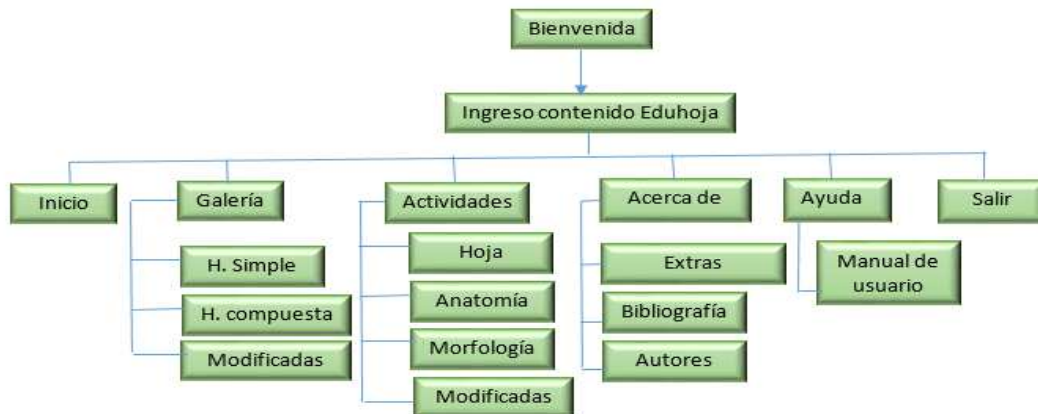 Bienvenida
Ingreso contenido Eduhoja
Inicio
Galería
Actividades
Acerca de
Ayuda
Salir
H. Simple
H. compuesta
Modificadas
Hoja
Anatomía
Morfología
Modificadas
Extras
Bibliografía
Autores
Manual de
usuario